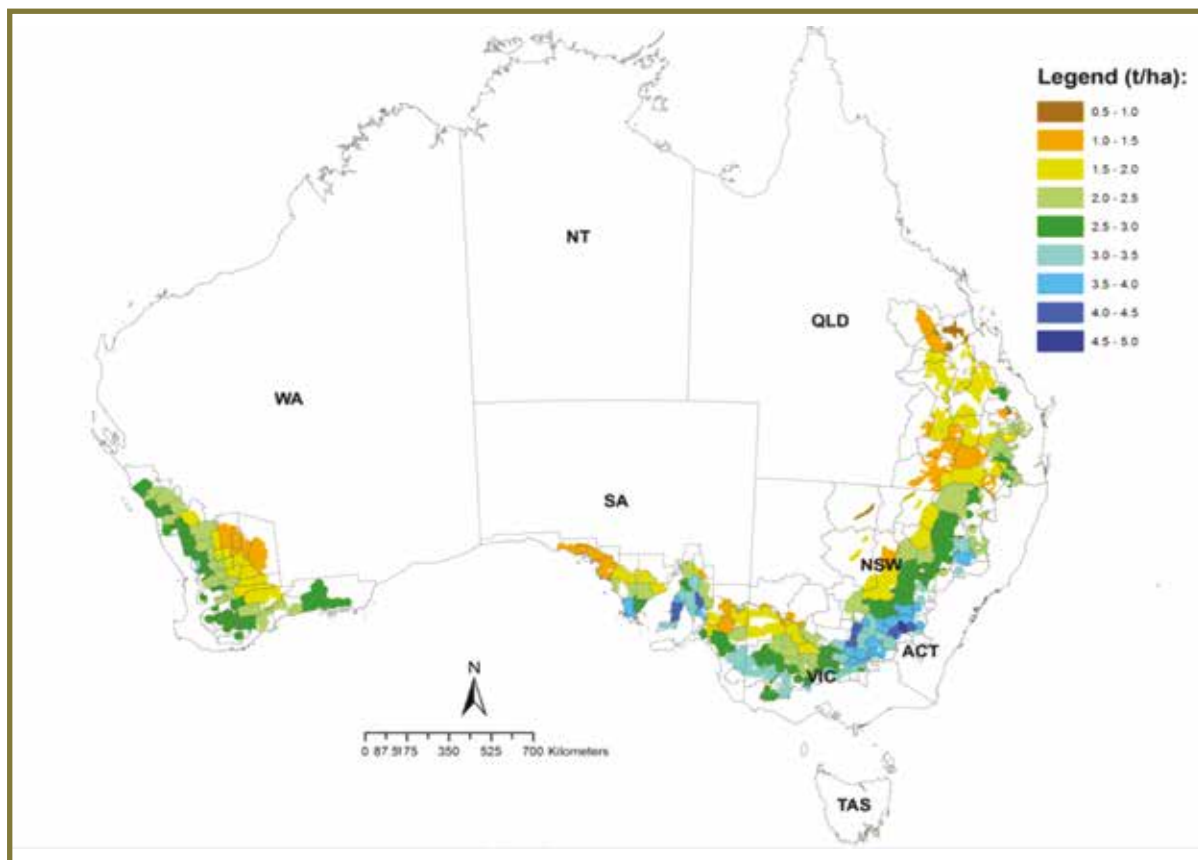 Legend (t/ha):
0.5 - 1.0
1.0 - 1.5
1.5 - 2.0
2.0 - 2.5
2.5 - 3.0
3.0 - 3.5
3.5 - 4.0
4.0 - 4.5
4.5 - 5.0
NT
QLD
WA
SA
NSW
ACT
VIC
N
0 87.5175 350 525 700 Kilometers
TAS